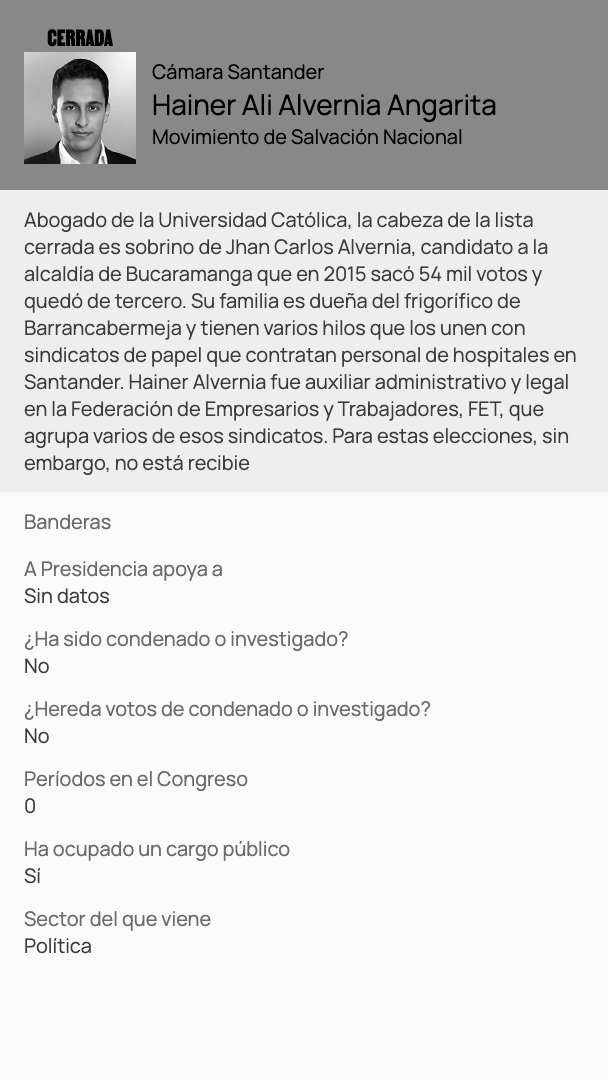 CERRADA
Cámara Santander
Hainer Ali Alvernia Angarita
Movimiento de Salvación Nacional
Abogado de la Universidad Católica, la cabeza de la lista
cerrada es sobrino de Jhan Carlos Alvernia, candidato a la
alcaldía de Bucaramanga que en 2015 sacó 54 mil votos y
quedó de tercero. Su familia es dueña del frigorífico de
Barrancabermeja y tienen varios hilos que los unen con
sindicatos de papel que contratan personal de hospitales en
Santander. Hainer Alvernia fue auxiliar administrativo y legal
en la Federación de Empresarios y Trabajadores, FET, que
agrupa varios de esos sindicatos. Para estas elecciones, sin
embargo, no está recibie
Banderas
A Presidencia apoya a
Sin datos
¿Ha sido condenado o investigado?
No
¿Hereda votos de condenado o investigado?
No
Períodos en el Congreso
0
Ha ocupado un cargo público
Sí
Sector del que viene
Política